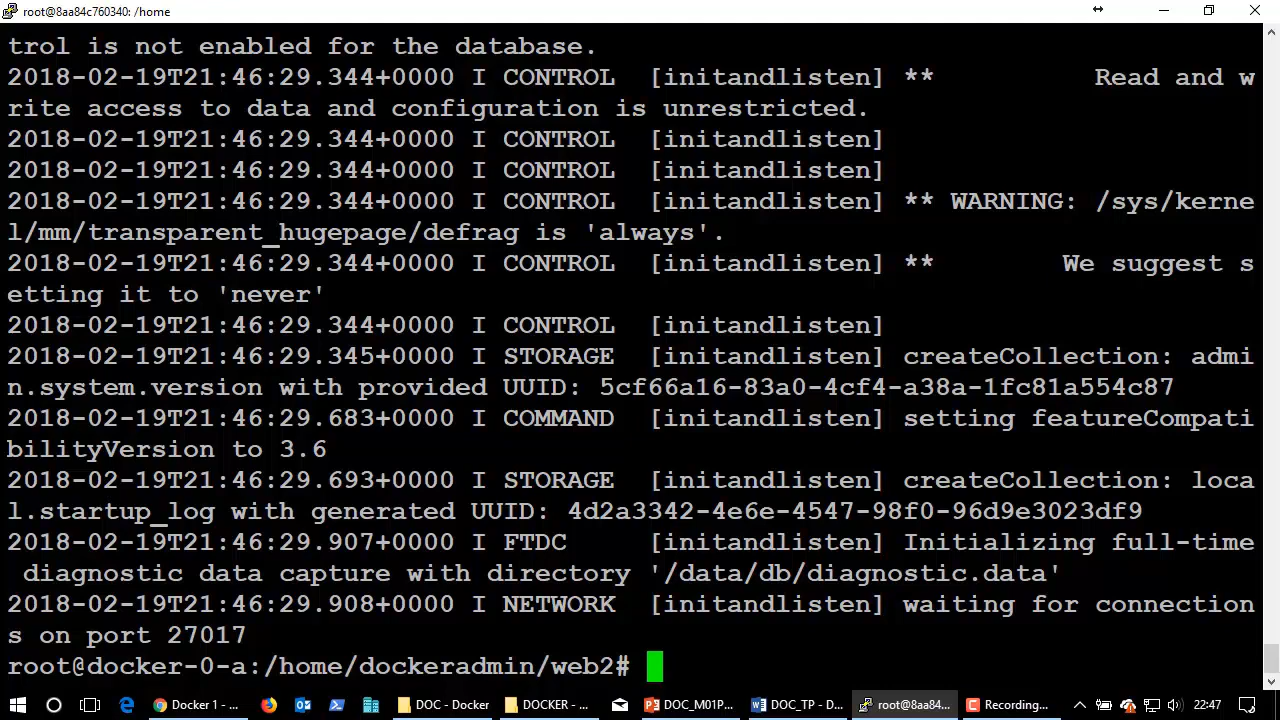 root@8aa84c760340: /home
trol is not enabled for the database.
2018-02-19T21:46:29.344+0000 I CONTROL  [initandlisten] **          Read and w
rite access to data and configuration is unrestricted.
2018-02-19T21:46:29.344+0000 I CONTROL  [initandlisten]
2018-02-19T21:46:29.344+0000 I CONTROL  [initandlisten]
2018-02-19T21:46:29.344+0000 I CONTROL  [initandlisten] ** WARNING: /sys/kerne
l/mm/transparent_hugepage/defrag is 'always'.
2018-02-19T21:46:29.344+0000 I CONTROL  [initandlisten] **        We suggest s
etting it to 'never'
2018-02-19T21:46:29.344+0000 I CONTROL  [initandlisten]
2018-02-19T21:46:29.345+0000 I STORAGE  [initandlisten] createCollection: admi
n.system.version with provided UUID: 5cf66a16-83a0-4cf4-a38a-1fc81a554c87
2018-02-19T21:46:29.683+0000 I COMMAND  [initandlisten] setting featureCompati
bilityVersion to 3.6
2018-02-19T21:46:29.693+0000 I STORAGE  [initandlisten] createCollection: loca
l.startup_log with generated UUID: 4d2a3342-4e6e-4547-98f0-96d9e3023df9
2018-02-19T21:46:29.907+0000 I FTDC     [initandlisten] Initializing full-time
 diagnostic data capture with directory '/data/db/diagnostic.data'
2018-02-19T21:46:29.908+0000 I NETWORK  [initandlisten] waiting for connection
s on port 27017
root@docker-0-a:/home/dockeradmin/web2#
Docker 1 - ... DOC - Docker DOCKER - ... DOC_M01P... DOC_TP - D... root@8aa84... Recording... 22:47